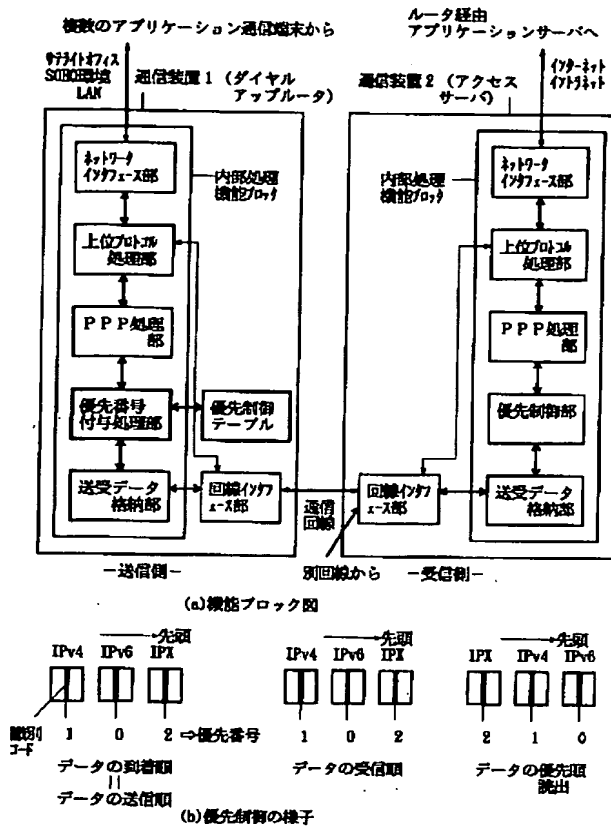 複数のアプリケーション通信端末から
ルータ経由
アプリケーションサーバへ
サテライトオフィス
SOHO環境
LAN
通信装置1(ダイヤル
アップルータ)
通信装置2(アクセス
サーバ)
インターネット
イントラネット
ネットワータ
インタフェース部
内部処理
機能ブロッタ
上位プロトコル
処理部
PPP処理
部
優先番号
付与処理部
優先制御
テーブル
送受データ
格納部
回線インタフ
ェース部
通信
回線
内部処理
機能ブロッタ
ネットワータ
インタフェース部
上位プロトコル
処理部
PPP処理
部
優先制御部
回線インタフ
ェース部
送受データ
格納部
-送信側-
別回線から
-受信側-
(a)機能ブロック図
先頭
IPv4 IPv6 IPX
コード
1 0 2 ⇨優先番号
データの到着順
||
データの送信順
先頭
IPv4 IPv6 IPX
1 0 2
データの受信順
先頭
IPX IPv4 IPv6
2 1 0
データの優先順
読出
(b)優先制御の様子